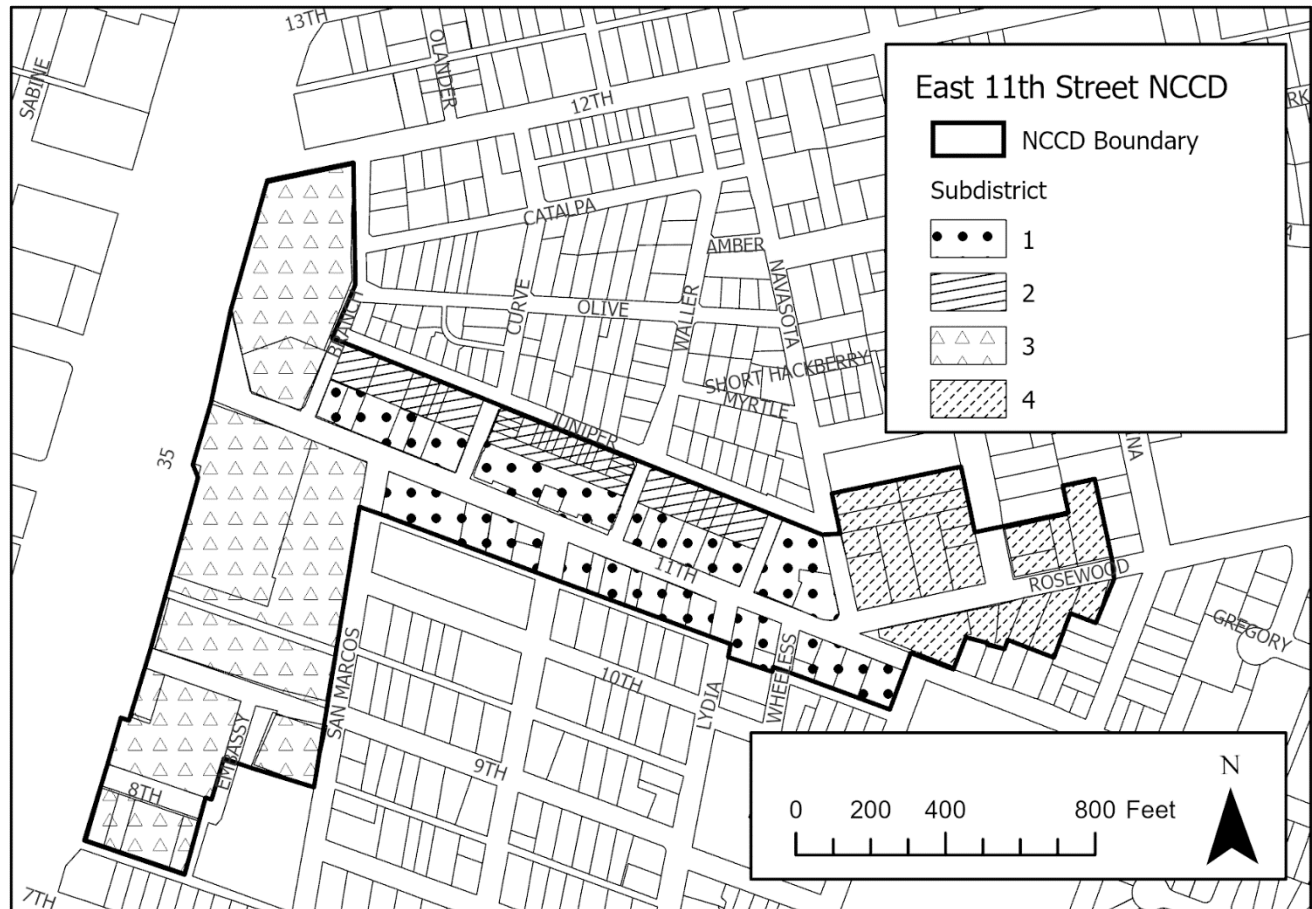 13TH
SABINE
OLANDER
12TH
East 11th Street NCCD
NCCD Boundary
Subdistrict
1
2
3
4
CATALPA
AMBER
NAVASOTA
BRANCH
CURVE
OLIVE
WALLER
SHORT HACKBERRY
MYRTLE
JUNIPER
35
11TH
ROSEWOOD
GREGORY
SAN MARCOS
10TH
LYDIA
WHEELESS
EMBASSY
9TH
8TH
7TH
N
0 200 400 800 Feet